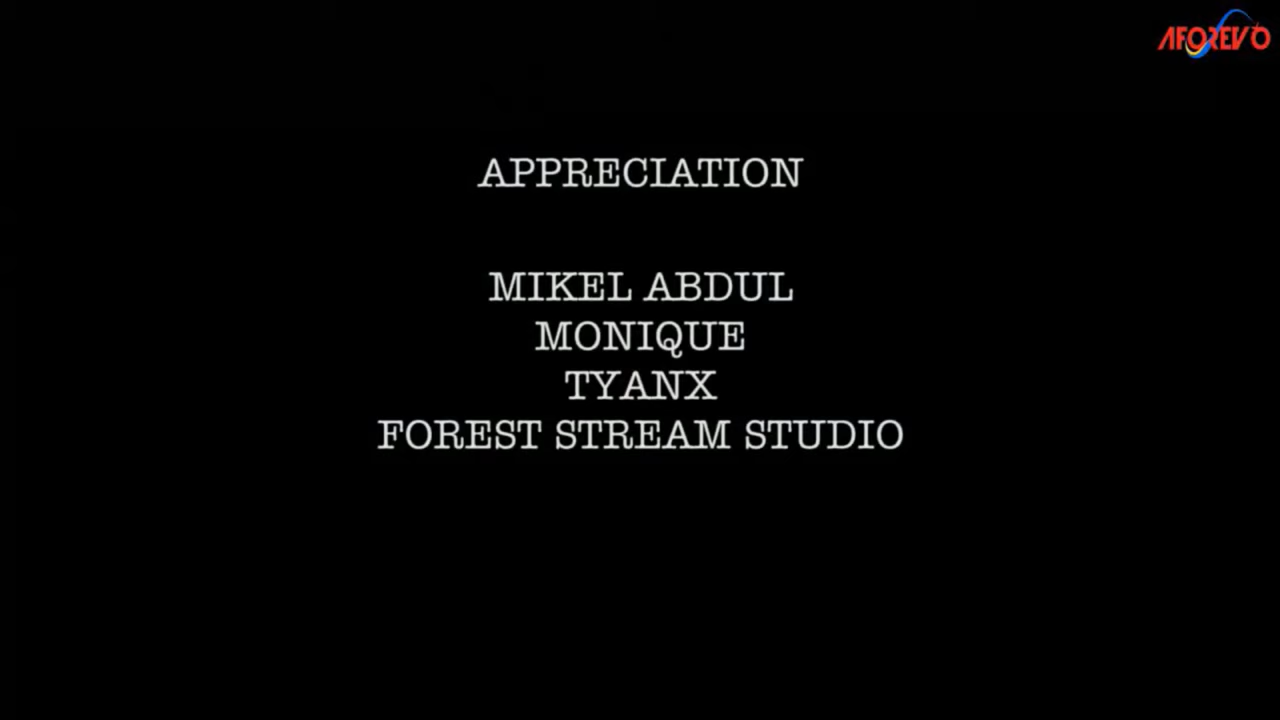 AFOREVO
APPRECIATION
MIKEL ABDUL
MONIQUE
TYANX
FOREST STREAM STUDIO